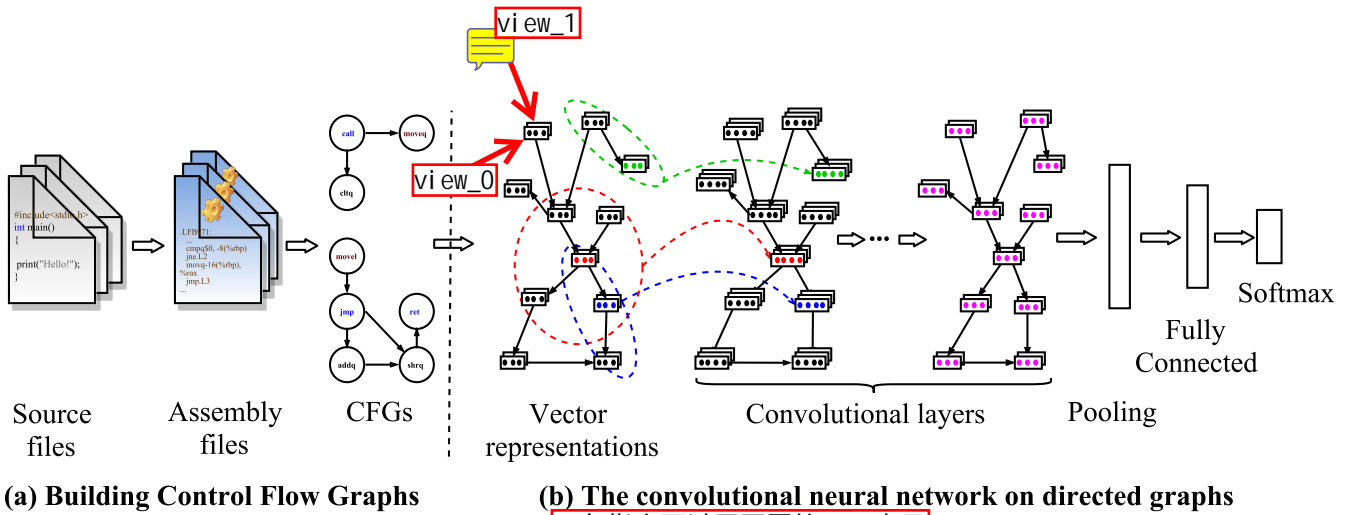 view_1
view_0
call
moveq
cltq
movel
jmp
ret
addq
shrq
#include<stdio.h>
int main()
{
print("Hello!");
}
.LFB971:
...
cmpq$0, -8(%rbp)
jne.L2
movq-16(%rbp),
%rax
jmp.L3
...
Source
files
Assembly
files
CFGs
Vector
representations
Convolutional layers
Pooling
Fully
Connected
Softmax
(a) Building Control Flow Graphs
(b) The convolutional neural network on directed graphs